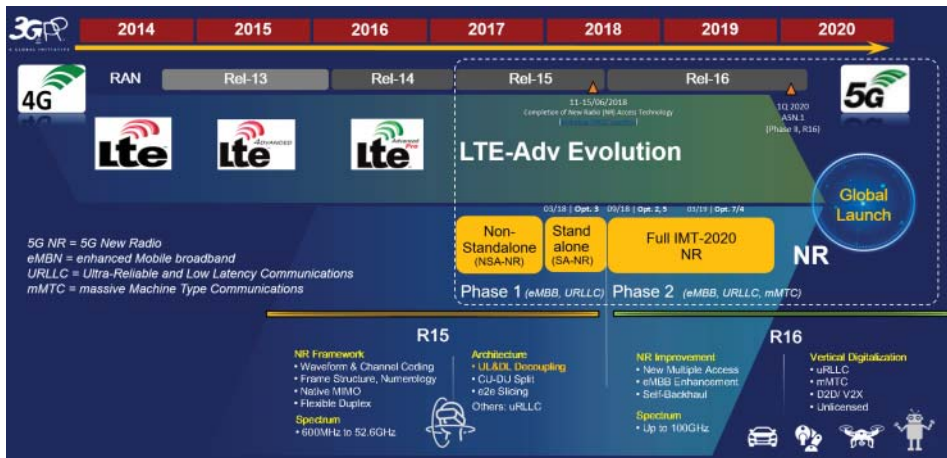 3GPP
A GLOBAL INITIATIVE
2014 2015 2016 2017 2018 2019 2020
4G
RAN Rel-13 Rel-14 Rel-15 Rel-16
5G
11-15/06/2018
Completion of New Radio (NR) Access Technology
1Q 2020
ASN.1
(Phase II, R16)
Lte
Lte ADVANCED
Lte Advanced Pro
LTE-Adv Evolution
Global
Launch
03/18 | Opt. 3 09/18 | Opt. 2, 5 03/19 | Opt. 7/4
Non-
Standalone
(NSA-NR)
Stand
alone
(SA-NR)
Full IMT-2020
NR
NR
5G NR = 5G New Radio
eMBN = enhanced Mobile broadband
URLLC = Ultra-Reliable and Low Latency Communications
mMTC = massive Machine Type Communications
Phase 1 (eMBB, URLLC) Phase 2 (eMBB, URLLC, mMTC)
R15
NR Framework
• Waveform & Channel Coding
• Frame Structure, Numerology
• Native MIMO
• Flexible Duplex
Spectrum
• 600MHz to 52.6GHz
Architecture
• UL&DL Decoupling
• CU-DU Split
• e2e Slicing
Others: uRLLC
R16
NR Improvement
• New Multiple Access
• eMBB Enhancement
• Self-Backhaul
Spectrum
• Up to 100GHz
Vertical Digitalization
• uRLLC
• mMTC
• D2D/ V2X
• Unlicensed